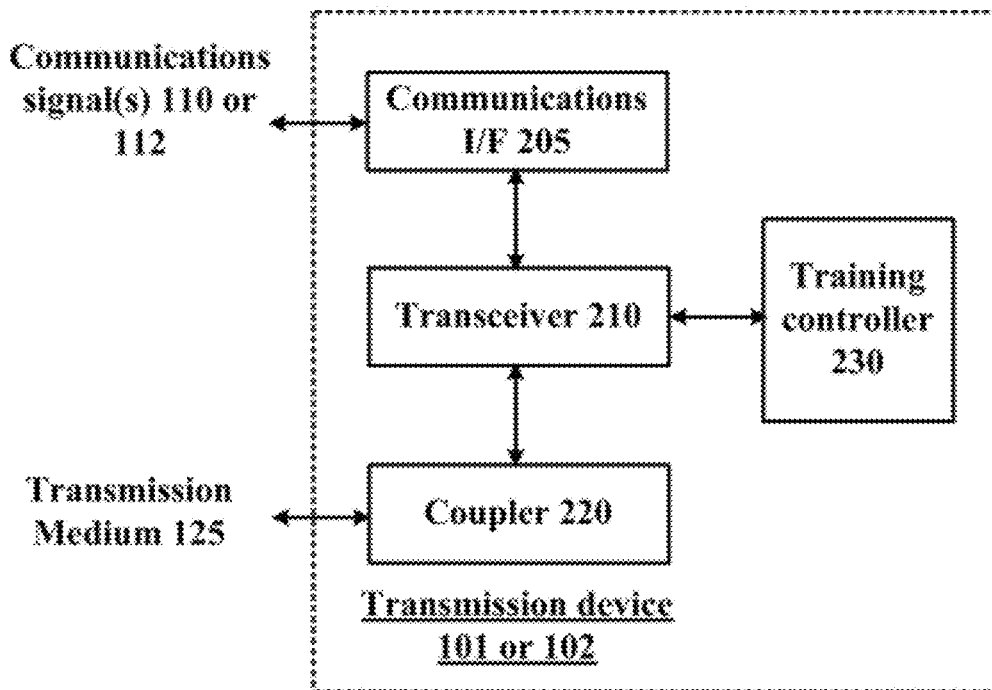 Communications
signal(s) 110 or
112
Communications
I/F 205
Transceiver 210
Training
controller
230
Transmission
Medium 125
Coupler 220
Transmission device
101 or 102